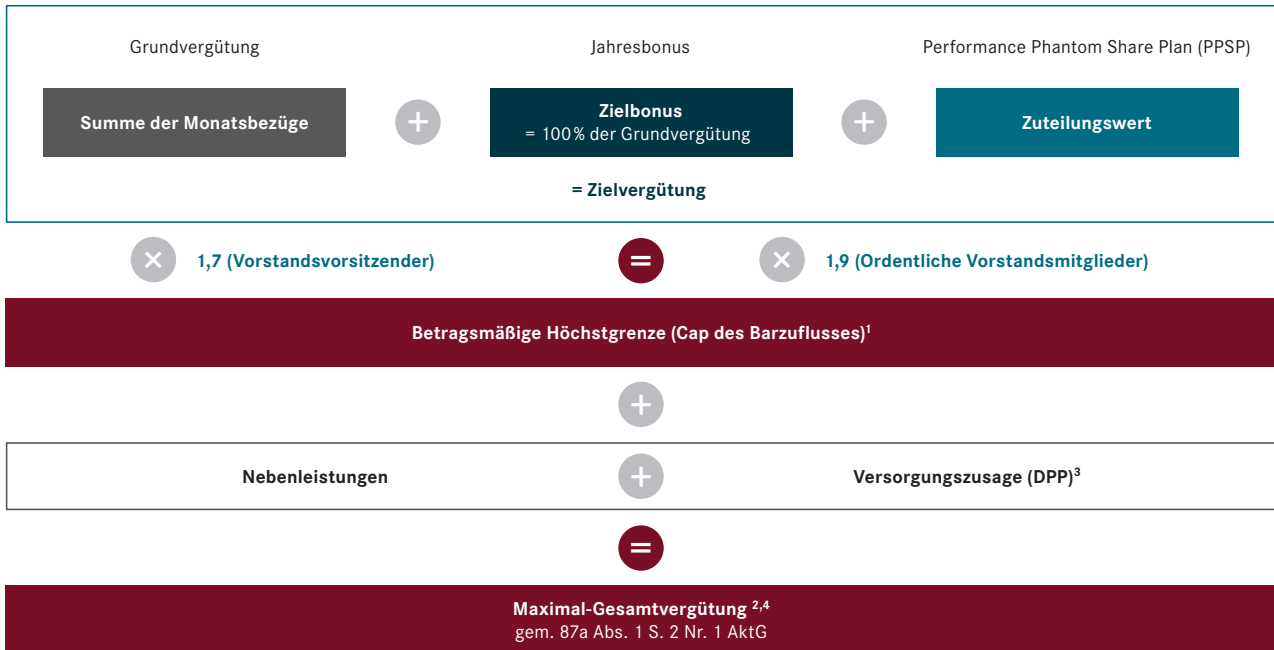 Grundvergütung
Jahresbonus
Performance Phantom Share Plan (PPSP)
Summe der Monatsbezüge
+
Zielbonus
= 100 % der Grundvergütung
+
Zuteilungswert
= Zielvergütung
×
1,7 (Vorstandsvorsitzender)
=
×
1,9 (Ordentliche Vorstandsmitglieder)
Betragsmäßige Höchstgrenze (Cap des Barzuflusses)¹
+
Nebenleistungen
+
Versorgungszusage (DPP)³
=
Maximal-Gesamtvergütung ²,⁴
gem. 87a Abs. 1 S. 2 Nr. 1 AktG